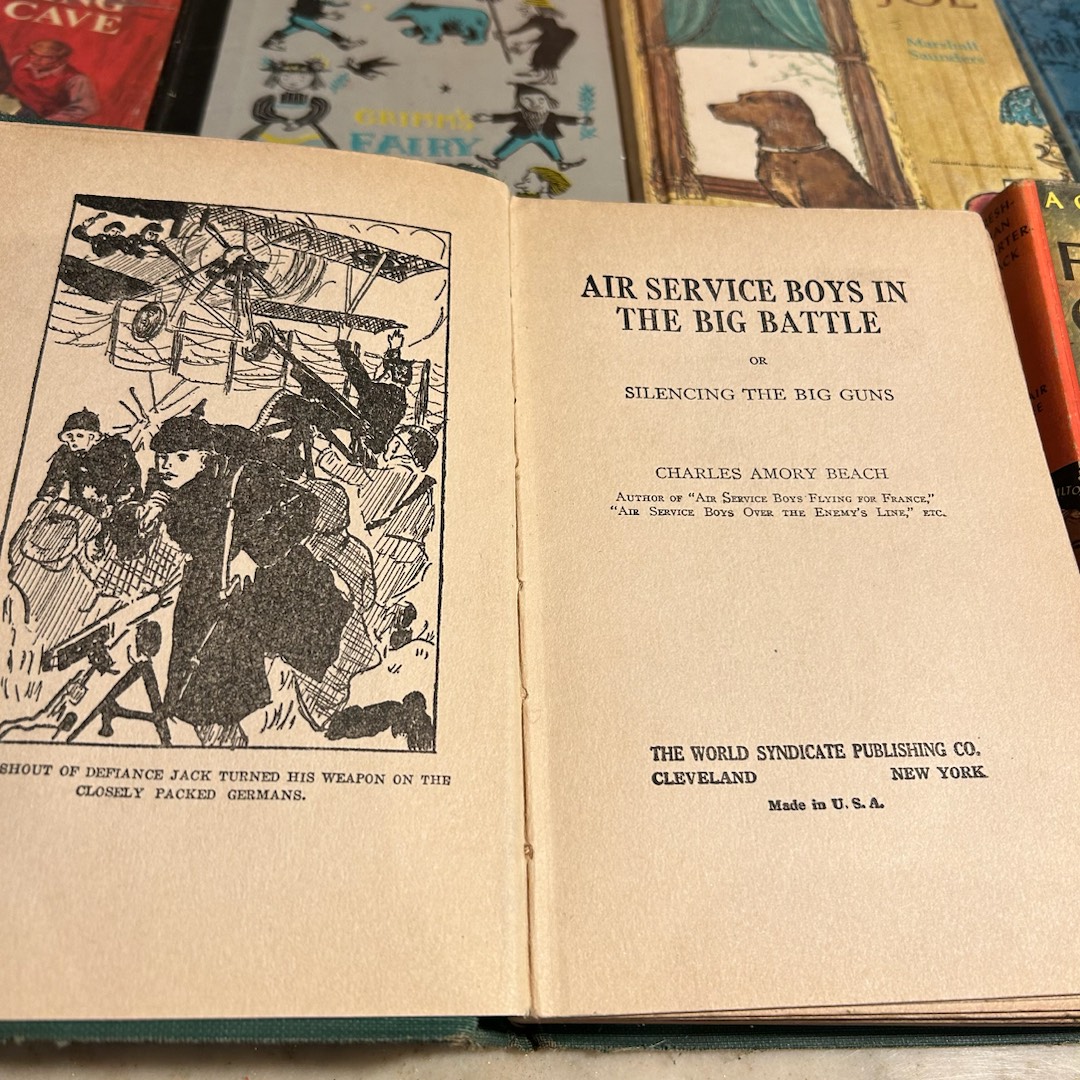 CAVE
GRIMM'S
FAIRY
JOE
Marshall
Saunders
SHOUT OF DEFIANCE JACK TURNED HIS WEAPON ON THE
CLOSELY PACKED GERMANS.
AIR SERVICE BOYS IN
THE BIG BATTLE
OR
SILENCING THE BIG GUNS
CHARLES AMORY BEACH
AUTHOR OF "AIR SERVICE BOYS FLYING FOR FRANCE,"
"AIR SERVICE BOYS OVER THE ENEMY'S LINE," ETC.
THE WORLD SYNDICATE PUBLISHING CO.
CLEVELAND NEW YORK
Made in U. S. A.